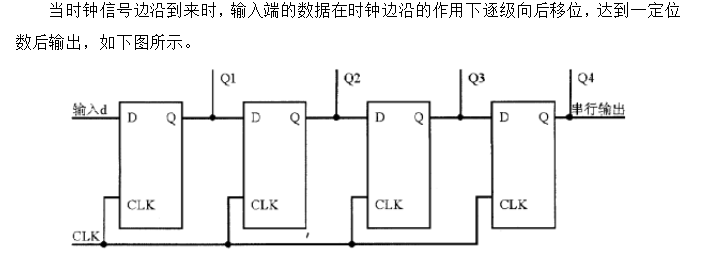 当时钟信号边沿到来时，输入端的数据在时钟边沿的作用下逐级向后移位，达到一定位
数后输出，如下图所示。
Q1 Q2 Q3 Q4
输入d 串行输出
D Q D Q D Q D Q
CLK CLK CLK CLK
CLK